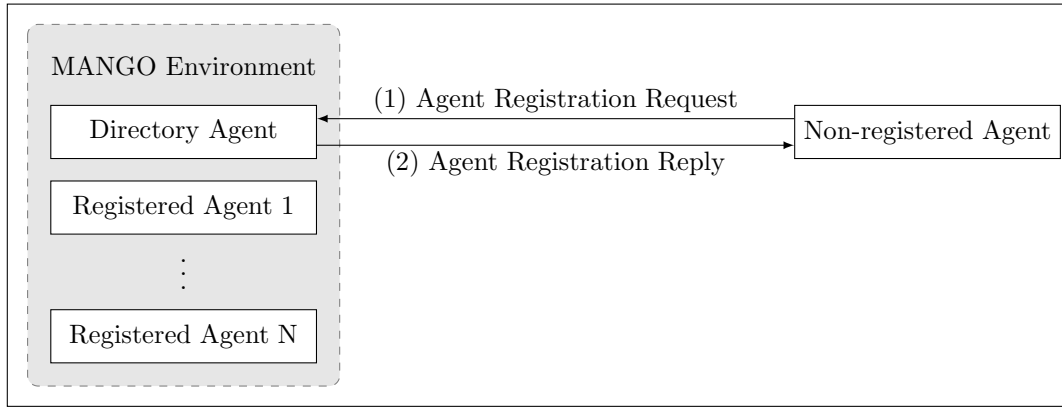 MANGO Environment
(1) Agent Registration Request
Directory Agent
Non-registered Agent
(2) Agent Registration Reply
Registered Agent 1
Registered Agent N